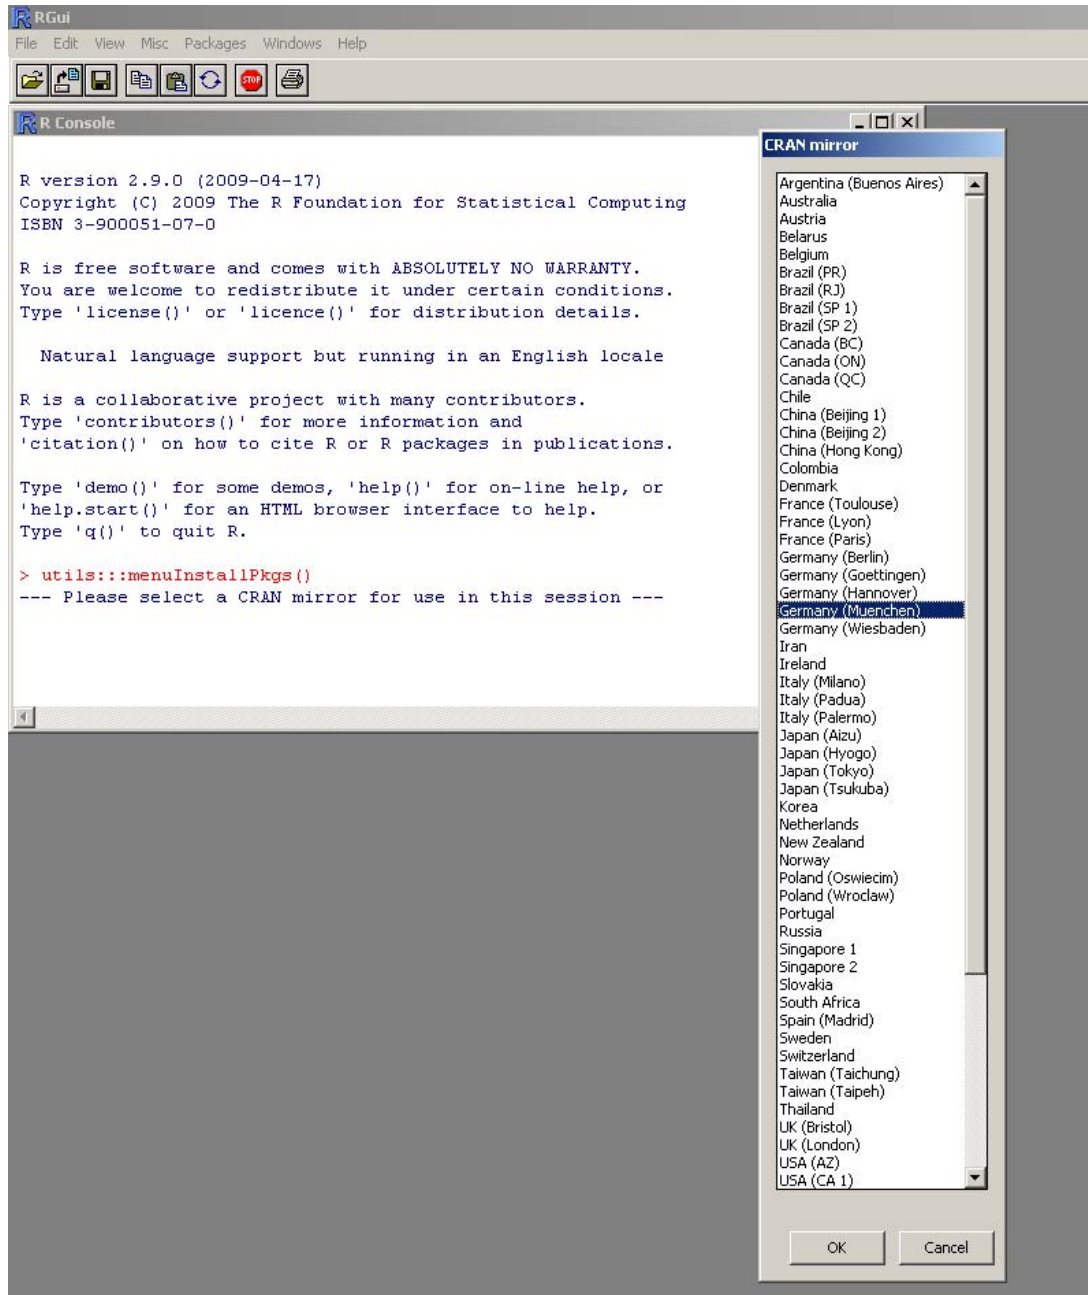 RGui
File Edit View Misc Packages Windows Help
STOP
R Console
R version 2.9.0 (2009-04-17)
Copyright (C) 2009 The R Foundation for Statistical Computing
ISBN 3-900051-07-0
R is free software and comes with ABSOLUTELY NO WARRANTY.
You are welcome to redistribute it under certain conditions.
Type 'license()' or 'licence()' for distribution details.
Natural language support but running in an English locale
R is a collaborative project with many contributors.
Type 'contributors()' for more information and
'citation()' on how to cite R or R packages in publications.
Type 'demo()' for some demos, 'help()' for on-line help, or
'help.start()' for an HTML browser interface to help.
Type 'q()' to quit R.
> utils:::menuInstallPkgs()
--- Please select a CRAN mirror for use in this session ---
CRAN mirror
Argentina (Buenos Aires)
Australia
Austria
Belarus
Belgium
Brazil (PR)
Brazil (RJ)
Brazil (SP 1)
Brazil (SP 2)
Canada (BC)
Canada (ON)
Canada (QC)
Chile
China (Beijing 1)
China (Beijing 2)
China (Hong Kong)
Colombia
Denmark
France (Toulouse)
France (Lyon)
France (Paris)
Germany (Berlin)
Germany (Goettingen)
Germany (Hannover)
Germany (Muenchen)
Germany (Wiesbaden)
Iran
Ireland
Italy (Milano)
Italy (Padua)
Italy (Palermo)
Japan (Aizu)
Japan (Hyogo)
Japan (Tokyo)
Japan (Tsukuba)
Korea
Netherlands
New Zealand
Norway
Poland (Oswiecim)
Poland (Wroclaw)
Portugal
Russia
Singapore 1
Singapore 2
Slovakia
South Africa
Spain (Madrid)
Sweden
Switzerland
Taiwan (Taichung)
Taiwan (Taipeh)
Thailand
UK (Bristol)
UK (London)
USA (AZ)
USA (CA 1)
OK Cancel